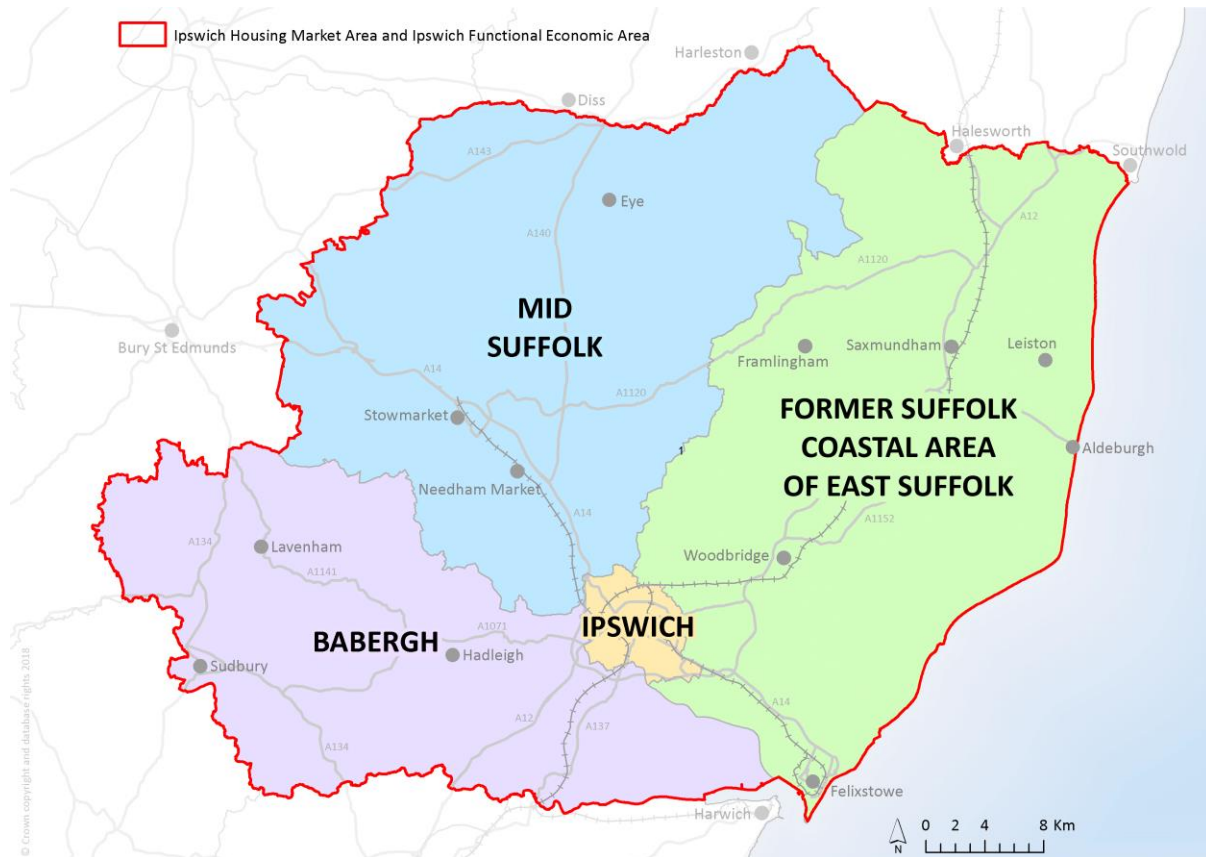 Ipswich Housing Market Area and Ipswich Functional Economic Area
Harleston
Diss
Halesworth
Southwold
A143
Eye
A12
A140
A1120
MID
SUFFOLK
Bury St Edmunds
Framlingham
Saxmundham
Leiston
A14
A1120
Stowmarket
FORMER SUFFOLK
COASTAL AREA
OF EAST SUFFOLK
Aldeburgh
Needham Market
A14
A1152
A134
Lavenham
Woodbridge
A1141
IPSWICH
A1071
BABERGH
Hadleigh
Sudbury
A14
A12
A137
A134
Felixstowe
Harwich
N
0 2 4 8 Km
© Crown copyright and database rights 2018